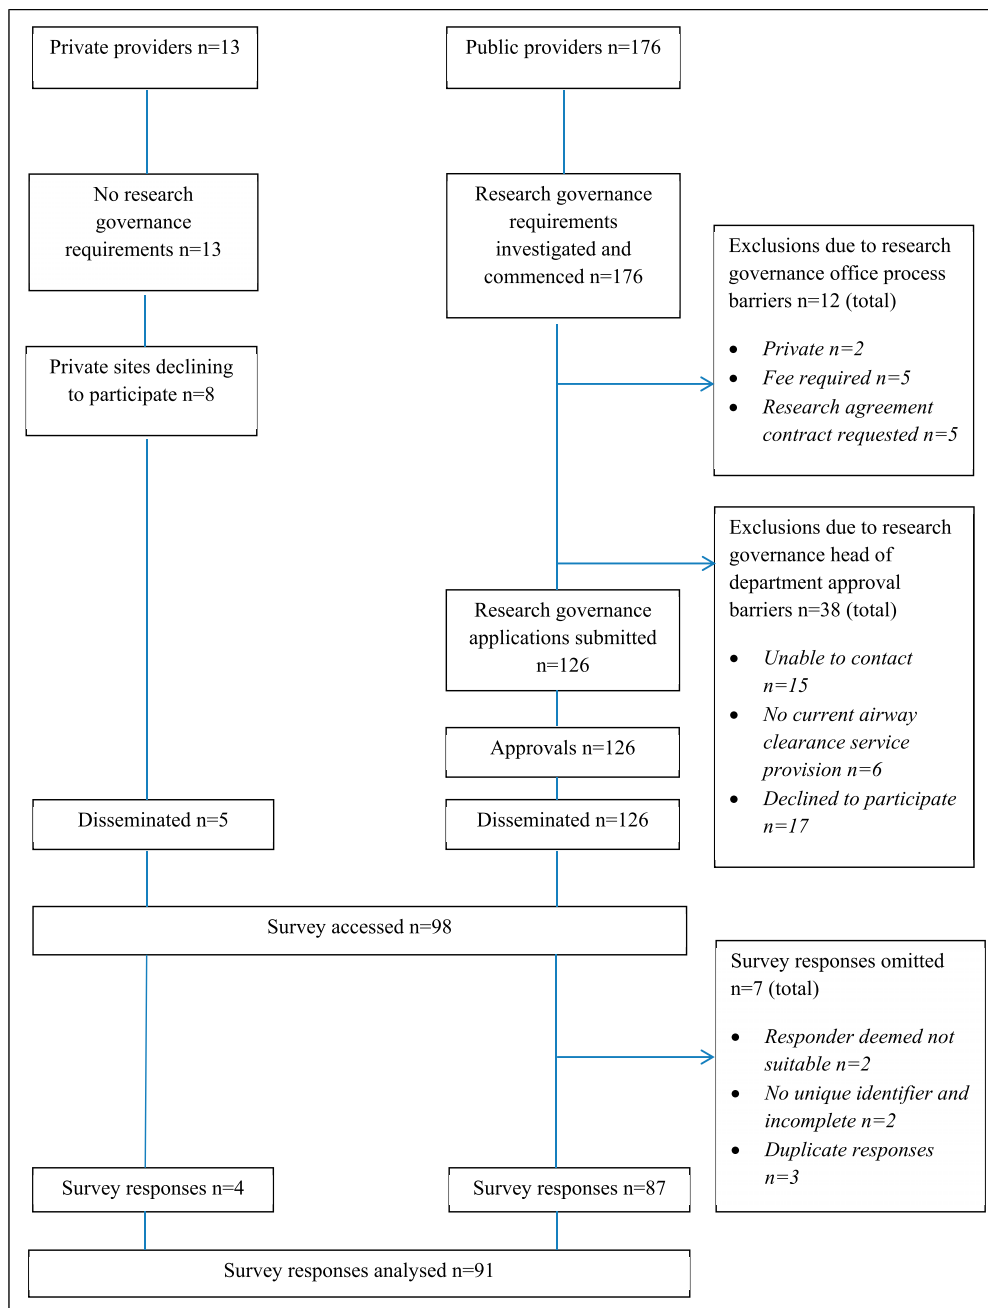 Private providers n=13
Public providers n=176
No research
governance
requirements n=13
Research governance
requirements
investigated and
commenced n=176
Exclusions due to research
governance office process
barriers n=12 (total)
• Private n=2
• Fee required n=5
• Research agreement
contract requested n=5
Private sites declining
to participate n=8
Exclusions due to research
governance head of
department approval
barriers n=38 (total)
• Unable to contact
n=15
• No current airway
clearance service
provision n=6
• Declined to participate
n=17
Research governance
applications submitted
n=126
Approvals n=126
Disseminated n=5
Disseminated n=126
Survey accessed n=98
Survey responses omitted
n=7 (total)
• Responder deemed not
suitable n=2
• No unique identifier and
incomplete n=2
• Duplicate responses
n=3
Survey responses n=4
Survey responses n=87
Survey responses analysed n=91